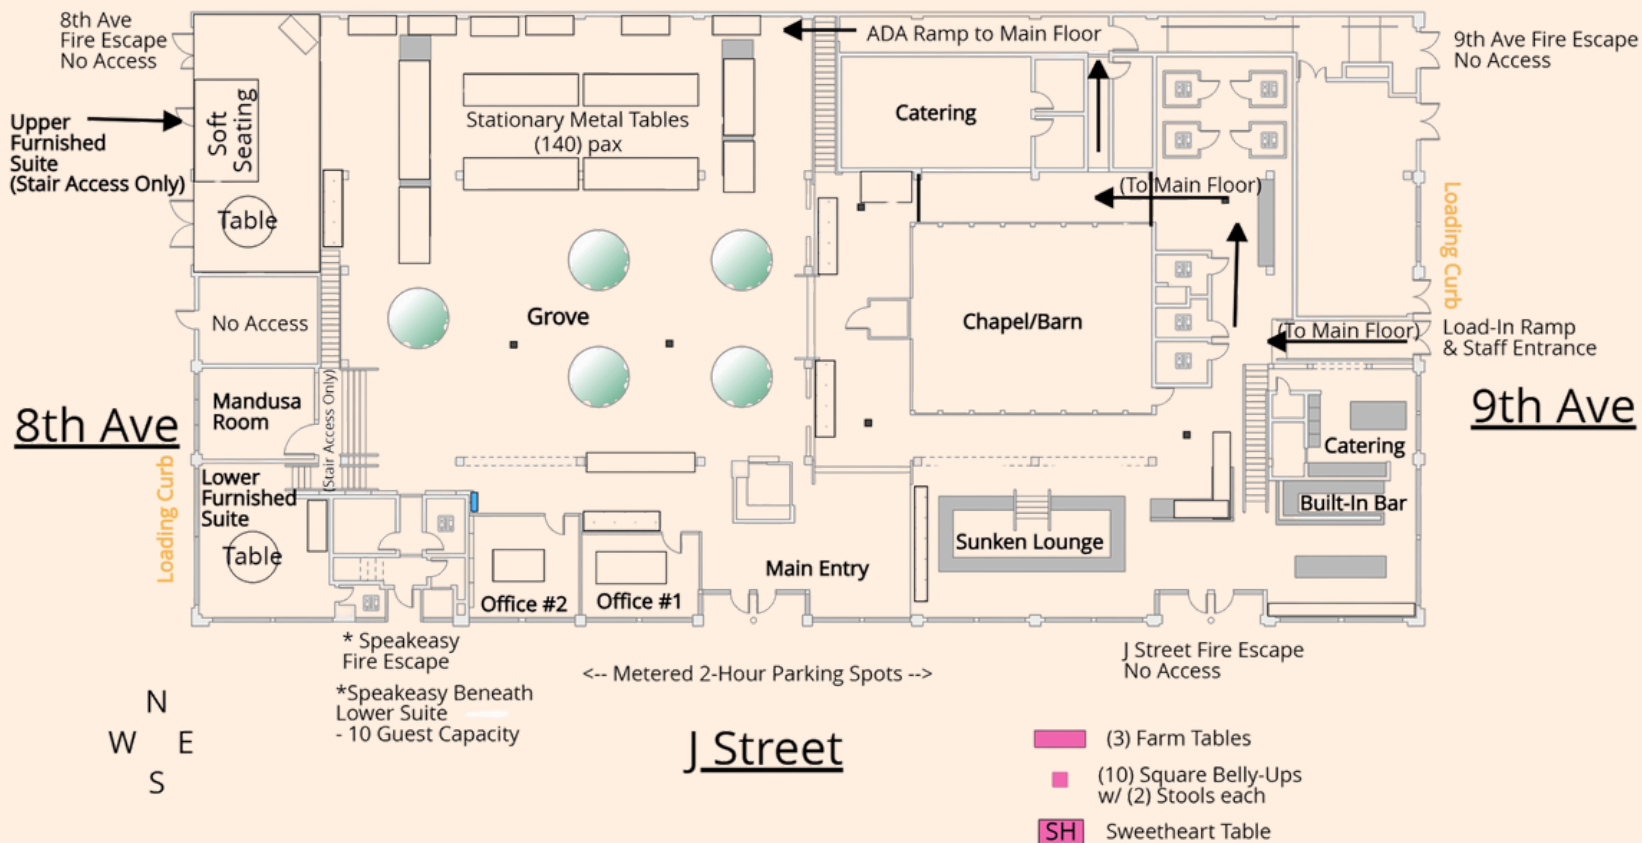 8th Ave
Fire Escape
No Access
ADA Ramp to Main Floor
9th Ave Fire Escape
No Access
Upper
Furnished
Suite
(Stair Access Only)
Soft
Seating
Table
Stationary Metal Tables
(140) pax
Catering
(To Main Floor)
Loading Curb
No Access
Grove
Chapel/Barn
(To Main Floor)
Load-In Ramp
& Staff Entrance
8th Ave
Mandusa
Room
(Stair Access Only)
9th Ave
Catering
Loading Curb
Lower
Furnished
Suite
Table
Built-In Bar
Sunken Lounge
Main Entry
Office #2
Office #1
* Speakeasy
Fire Escape
<-- Metered 2-Hour Parking Spots -->
J Street Fire Escape
No Access
*Speakeasy Beneath
Lower Suite
- 10 Guest Capacity
N
W E
S
J Street
(3) Farm Tables
(10) Square Belly-Ups
w/ (2) Stools each
SH Sweetheart Table